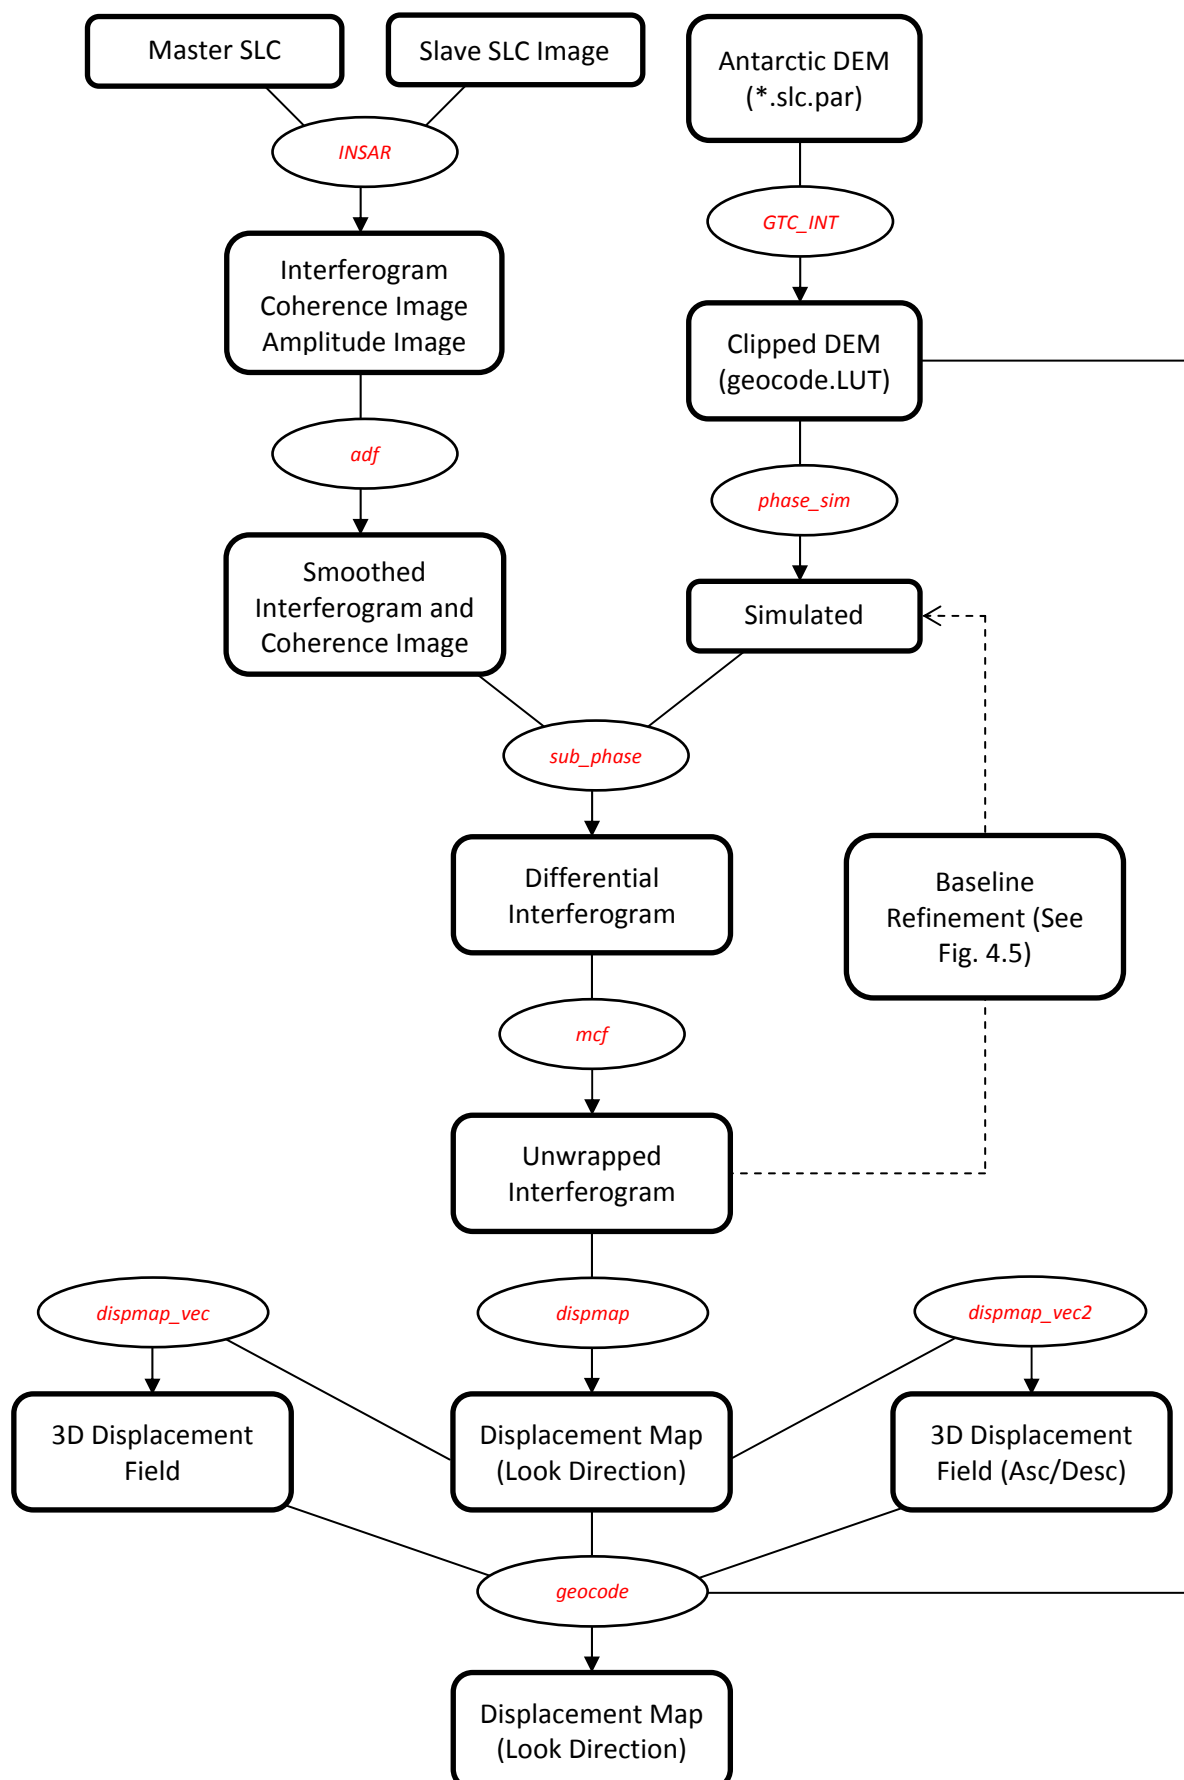 Master SLC
Slave SLC Image
Antarctic DEM
(*.slc.par)
INSAR
GTC_INT
Interferogram
Coherence Image
Amplitude Image
Clipped DEM
(geocode.LUT)
adf
phase_sim
Smoothed
Interferogram and
Coherence Image
Simulated
sub_phase
Differential
Interferogram
Baseline
Refinement (See
Fig. 4.5)
mcf
Unwrapped
Interferogram
dispmap_vec
dispmap
dispmap_vec2
3D Displacement
Field
Displacement Map
(Look Direction)
3D Displacement
Field (Asc/Desc)
geocode
Displacement Map
(Look Direction)